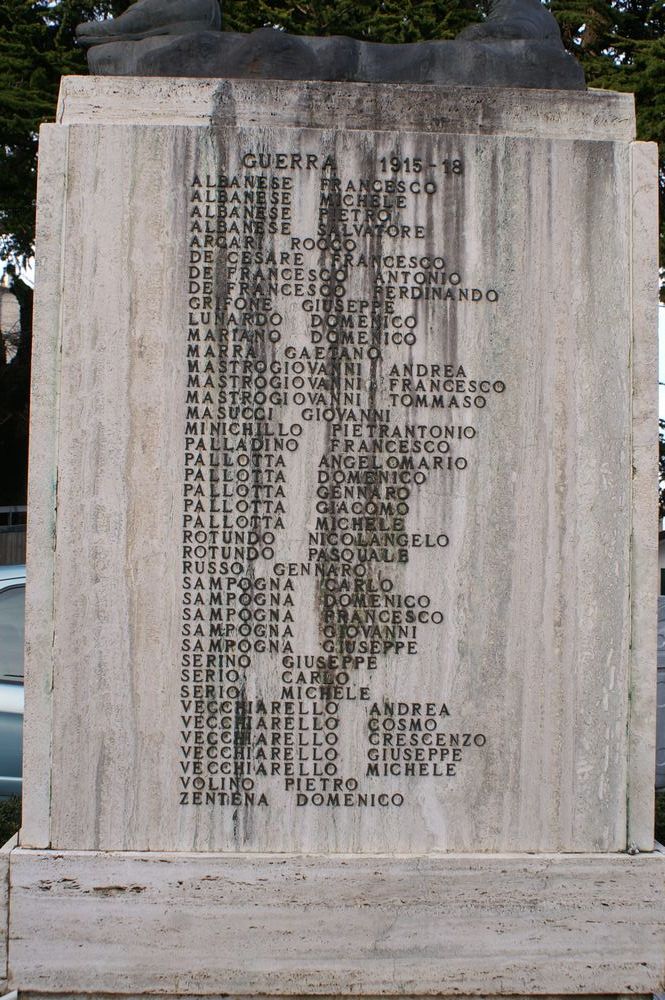 GUERRA 1915-18
ALBANESE FRANCESCO
ALBANESE MICHELE
ALBANESE PIETRO
ALBANESE SALVATORE
ARCARI ROCCO
DE CESARE FRANCESCO
DE FRANCESCO ANTONIO
DE FRANCESCO FERDINANDO
GRIFONE GIUSEPPE
LUNARDO DOMENICO
MARIANO DOMENICO
MARRA GAETANO
MASTROGIOVANNI ANDREA
MASTROGIOVANNI FRANCESCO
MASTROGIOVANNI TOMMASO
MASUCCI GIOVANNI
MINICHILLO PIETRANTONIO
PALLADINO FRANCESCO
PALLOTTA ANGELOMARIO
PALLOTTA DOMENICO
PALLOTTA GENNARO
PALLOTTA GIACOMO
PALLOTTA MICHELE
ROTUNDO NICOLANGELO
ROTUNDO PASQUALE
RUSSO GENNARO
SAMPOGNA CARLO
SAMPOGNA DOMENICO
SAMPOGNA FRANCESCO
SAMPOGNA GIOVANNI
SAMPOGNA GIUSEPPE
SERINO GIUSEPPE
SERIO CARLO
SERIO MICHELE
VECCHIARELLO ANDREA
VECCHIARELLO COSMO
VECCHIARELLO CRESCENZO
VECCHIARELLO GIUSEPPE
VECCHIARELLO MICHELE
VOLINO PIETRO
ZENTENA DOMENICO